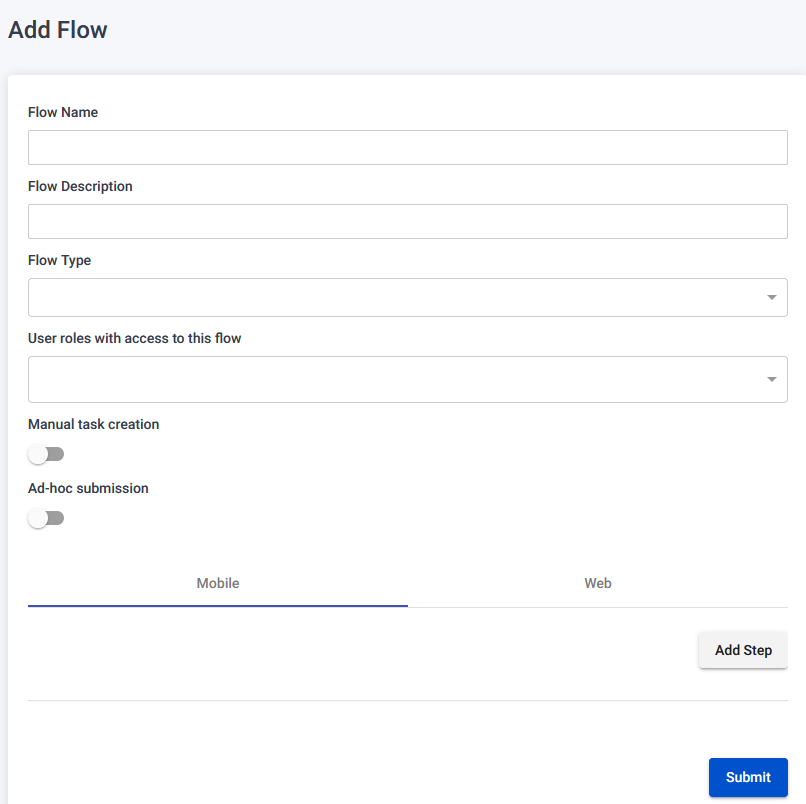 Add Flow
Flow Name
Flow Description
Flow Type
User roles with access to this flow
Manual task creation
Ad-hoc submission
Mobile Web
Add Step
Submit